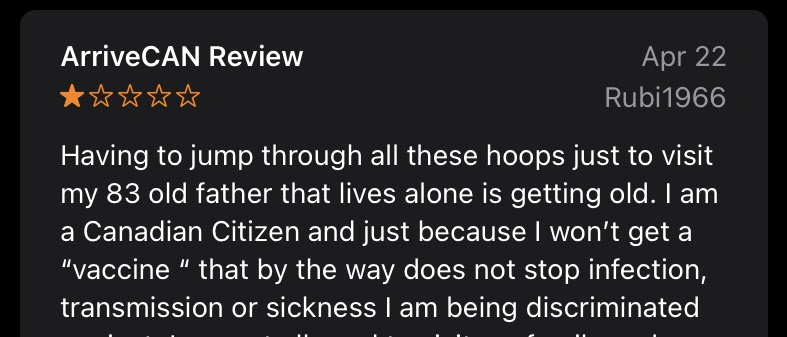 ArriveCAN Review
Apr 22
Rubi1966
Having to jump through all these hoops just to visit
my 83 old father that lives alone is getting old. I am
a Canadian Citizen and just because I won’t get a
“vaccine “ that by the way does not stop infection,
transmission or sickness I am being discriminated